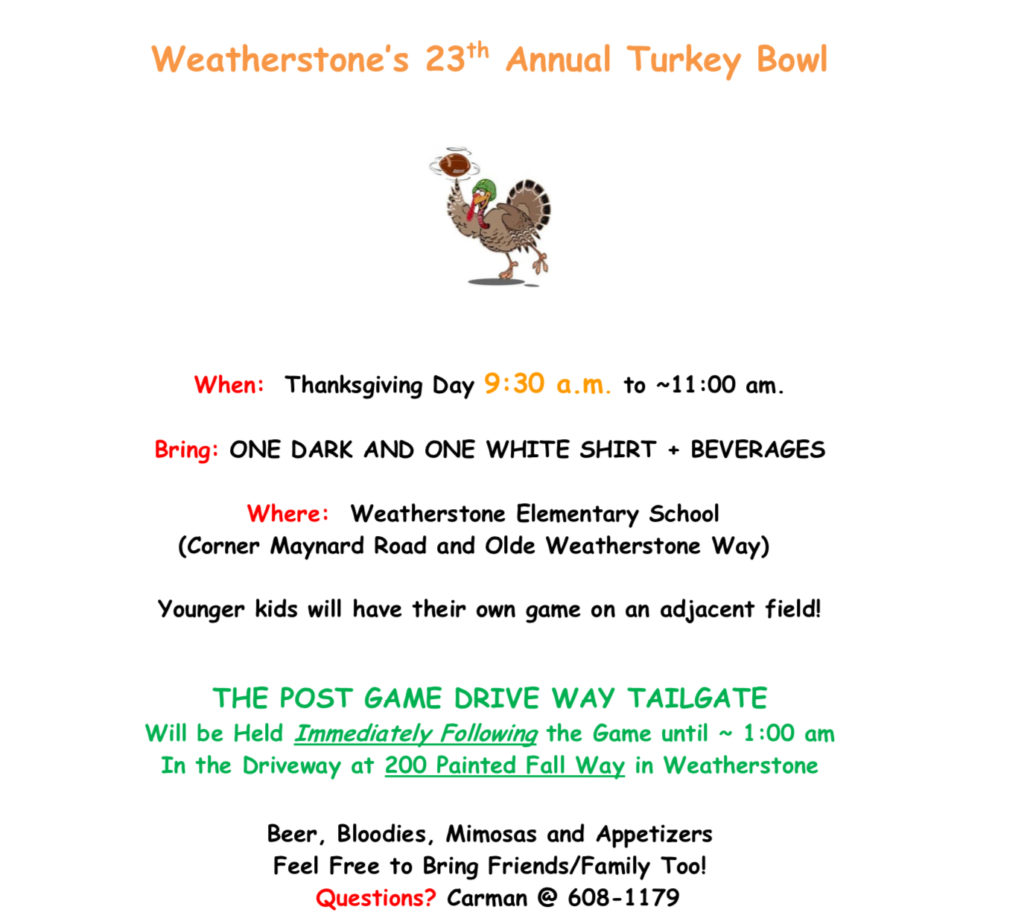 Weatherstone’s 23th Annual Turkey Bowl
When: Thanksgiving Day 9:30 a.m. to ~11:00 am.
Bring: ONE DARK AND ONE WHITE SHIRT + BEVERAGES
Where: Weatherstone Elementary School
(Corner Maynard Road and Olde Weatherstone Way)
Younger kids will have their own game on an adjacent field!
THE POST GAME DRIVE WAY TAILGATE
Will be Held Immediately Following the Game until ~ 1:00 am
In the Driveway at 200 Painted Fall Way in Weatherstone
Beer, Bloodies, Mimosas and Appetizers
Feel Free to Bring Friends/Family Too!
Questions? Carman @ 608-1179